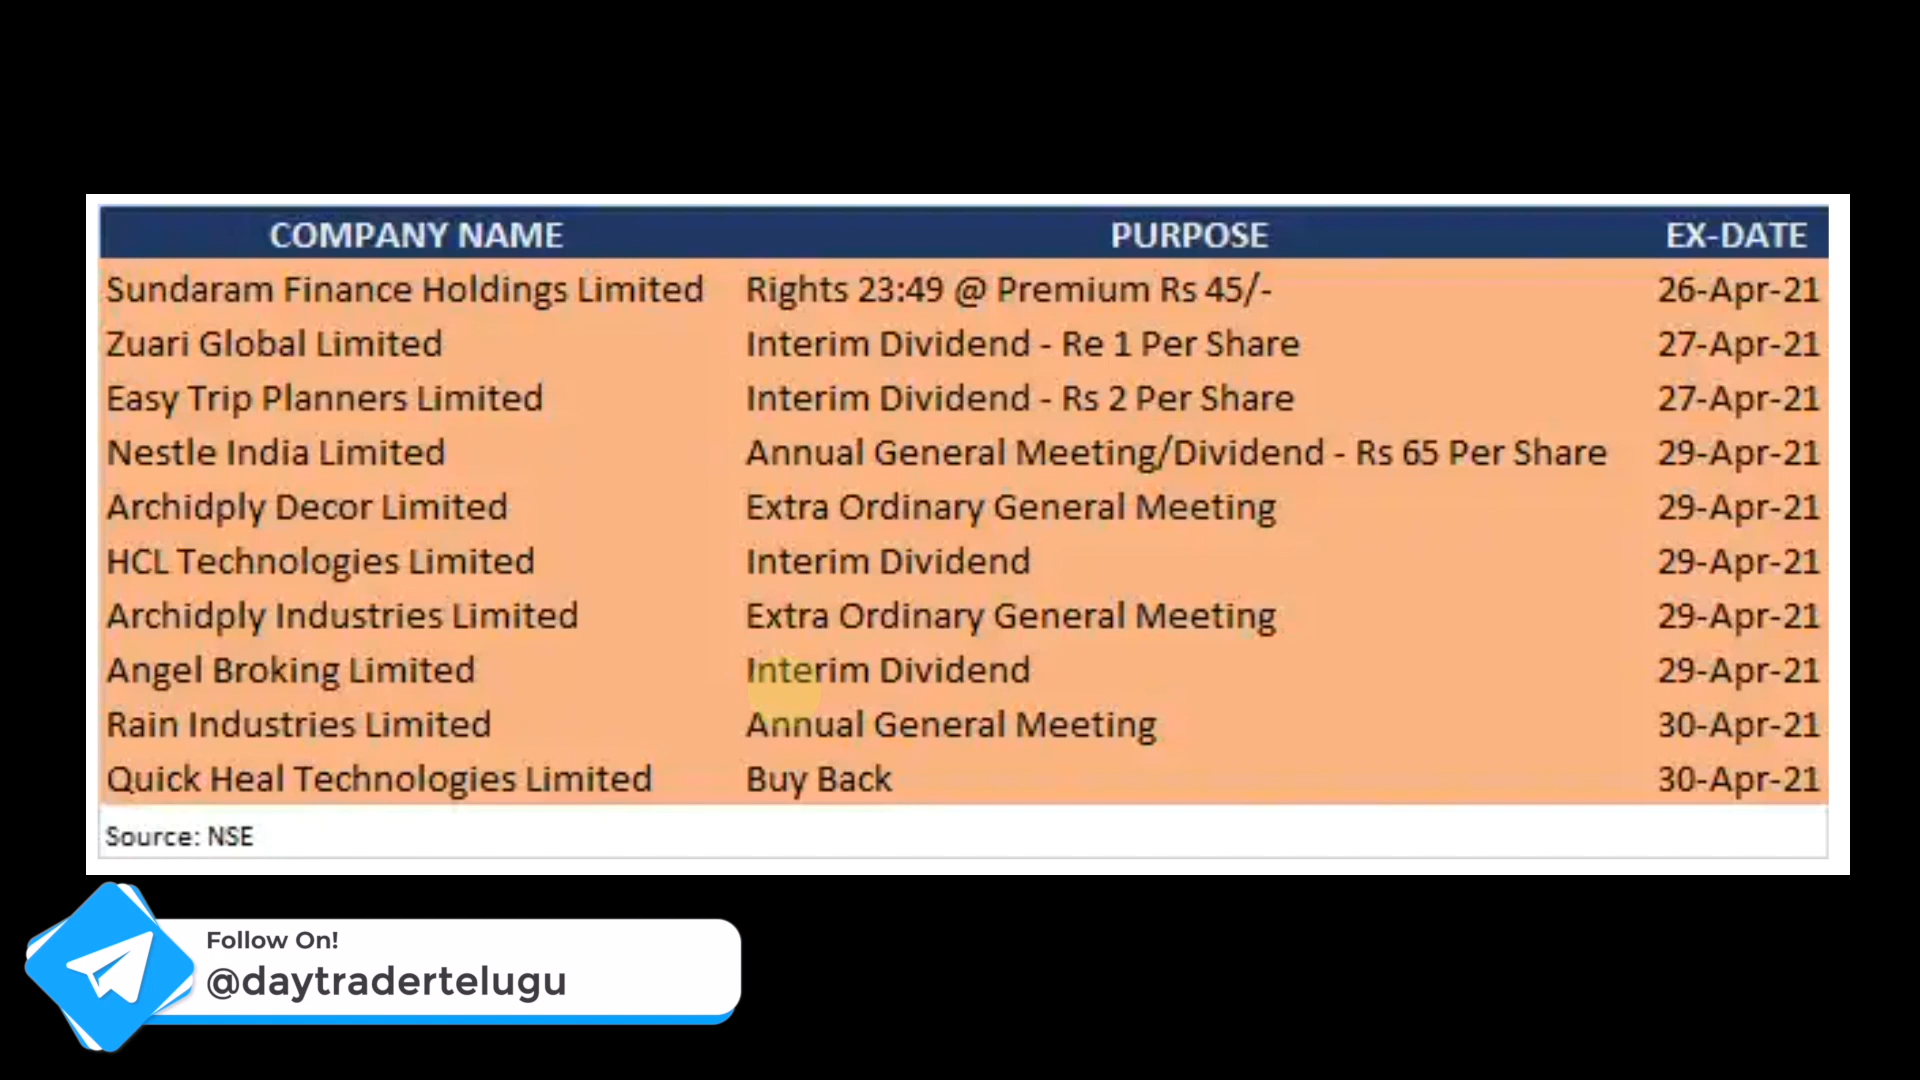 COMPANY NAME PURPOSE EX-DATE
Sundaram Finance Holdings Limited Rights 23:49 @ Premium Rs 45/- 26-Apr-21
Zuari Global Limited Interim Dividend - Re 1 Per Share 27-Apr-21
Easy Trip Planners Limited Interim Dividend - Rs 2 Per Share 27-Apr-21
Nestle India Limited Annual General Meeting/Dividend - Rs 65 Per Share 29-Apr-21
Archidply Decor Limited Extra Ordinary General Meeting 29-Apr-21
HCL Technologies Limited Interim Dividend 29-Apr-21
Archidply Industries Limited Extra Ordinary General Meeting 29-Apr-21
Angel Broking Limited Interim Dividend 29-Apr-21
Rain Industries Limited Annual General Meeting 30-Apr-21
Quick Heal Technologies Limited Buy Back 30-Apr-21
Source: NSE
Follow On!
@daytradertelugu